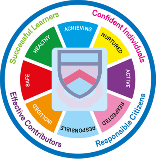 Successful Learners
Confident Individuals
Responsible Citizens
Effective Contributors
ACHIEVING
NURTURED
ACTIVE
RESPECTED
RESPONSIBLE
INCLUDED
SAFE
HEALTHY